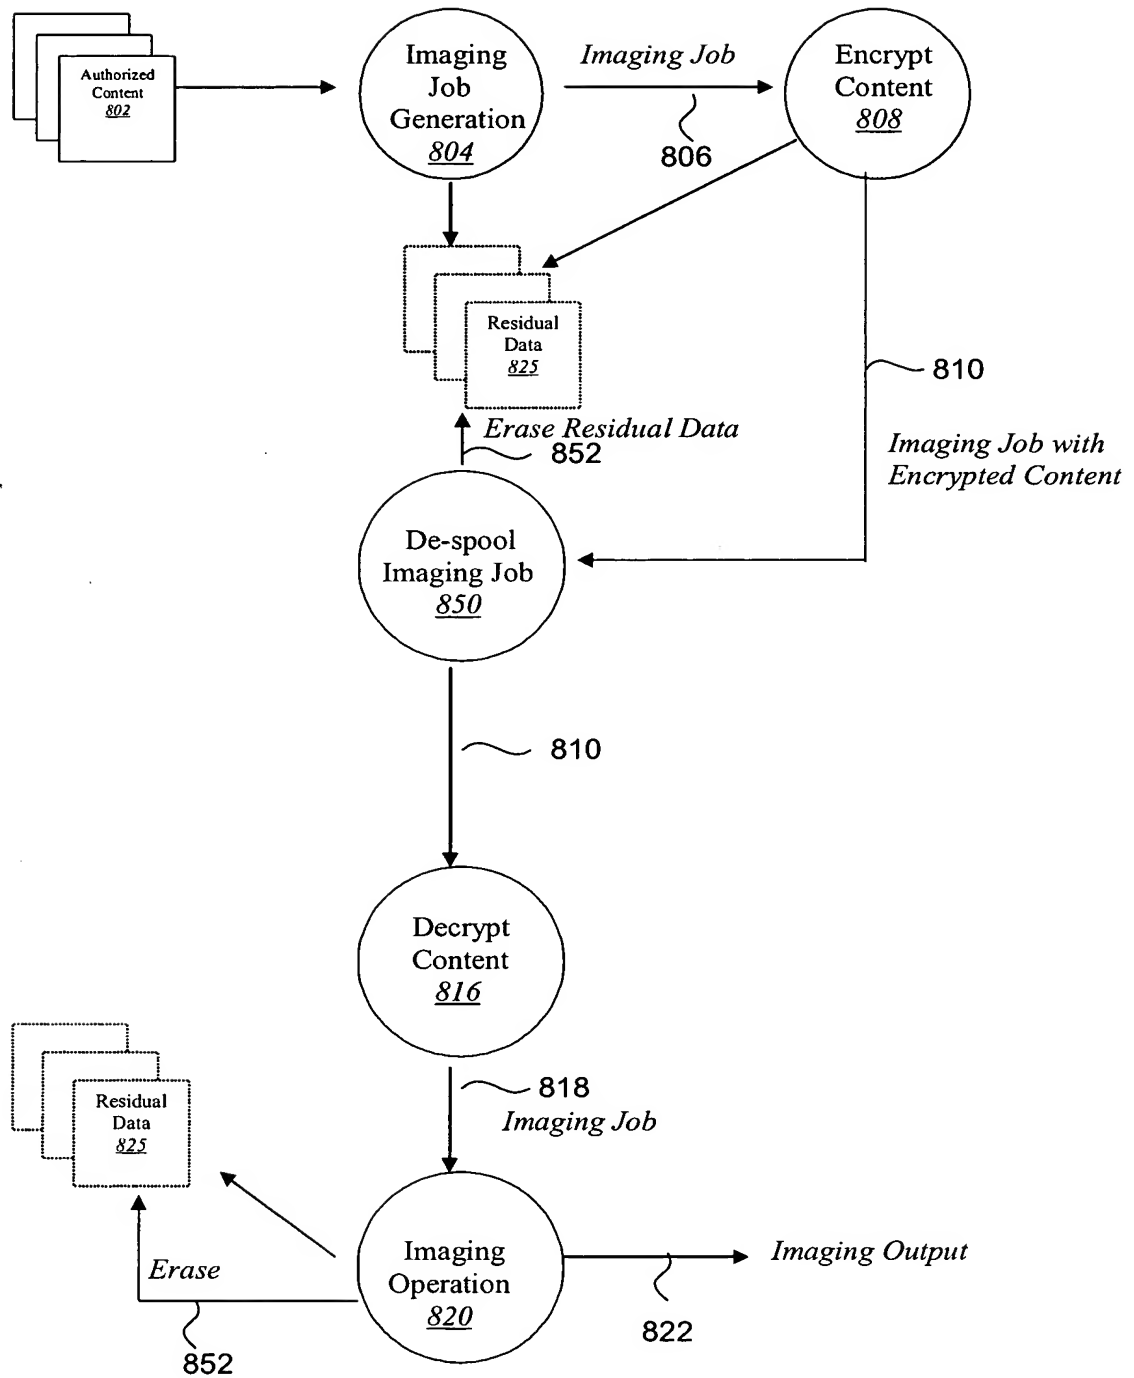 Authorized
Content
802
Imaging
Job
Generation
804
Imaging Job
806
Encrypt
Content
808
Residual
Data
825
Erase Residual Data
852
810
Imaging Job with
Encrypted Content
De-spool
Imaging Job
850
810
Decrypt
Content
816
818
Imaging Job
Residual
Data
825
Erase
852
Imaging
Operation
820
Imaging Output
822